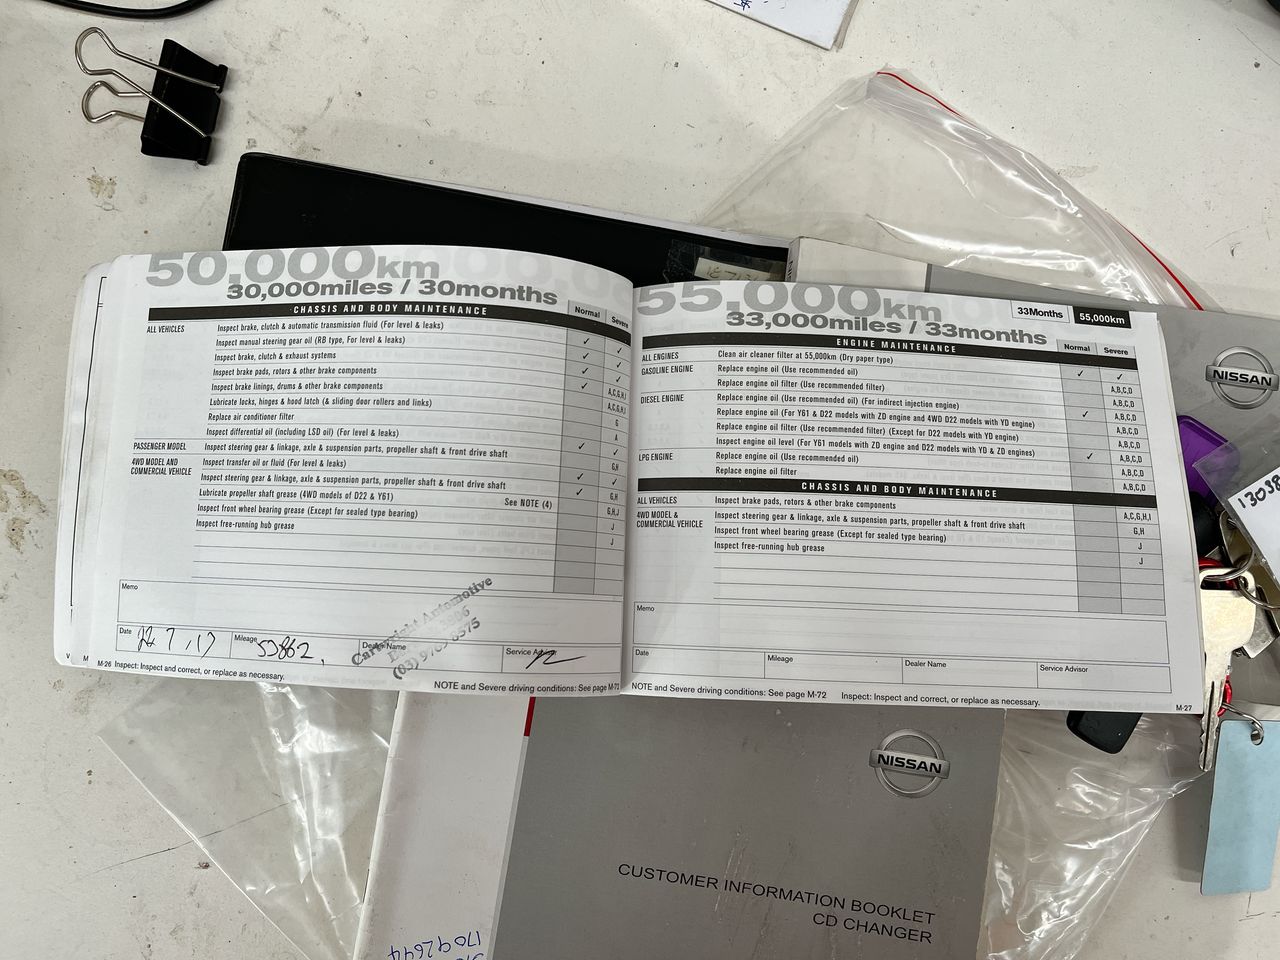 50,000km
30,000miles / 30months
CHASSIS AND BODY MAINTENANCE
Normal
Severe
ALL VEHICLES
Inspect brake, clutch & automatic transmission fluid (For level & leaks)
Inspect manual steering gear oil (RB type, For level & leaks)
Inspect brake, clutch & exhaust systems
Inspect brake pads, rotors & other brake components
Inspect brake linings, drums & other brake components
A,C,G,H,I
Lubricate locks, hinges & hood latch (& sliding door rollers and links)
A,C,G,H,I
Replace air conditioner filter
G
Inspect differential oil (including LSD oil) (For level & leaks)
A
PASSENGER MODEL
Inspect steering gear & linkage, axle & suspension parts, propeller shaft & front drive shaft
4WD MODEL AND
COMMERCIAL VEHICLE
Inspect transfer oil or fluid (For level & leaks)
G,H
Inspect steering gear & linkage, axle & suspension parts, propeller shaft & front drive shaft
Lubricate propeller shaft grease (4WD models of D22 & Y61)
See NOTE (4)
G,H
Inspect front wheel bearing grease (Except for sealed type bearing)
G,H,J
Inspect free-running hub grease
J
J
Memo
Date
22 7 , 17
Mileage
53862
Dealer Name
Service Advisor
Cartwright Automotive
M-26 Inspect: Inspect and correct, or replace as necessary.
NOTE and Severe driving conditions: See page M-72
55,000km
33,000miles / 33months
33Months
55,000km
ENGINE MAINTENANCE
Normal
Severe
ALL ENGINES
Clean air cleaner filter at 55,000km (Dry paper type)
GASOLINE ENGINE
Replace engine oil (Use recommended oil)
Replace engine oil filter (Use recommended filter)
A,B,C,D
DIESEL ENGINE
Replace engine oil (Use recommended oil) (For indirect injection engine)
A,B,C,D
Replace engine oil (For Y61 & D22 models with ZD engine and 4WD D22 models with YD engine)
A,B,C,D
Replace engine oil filter (Use recommended filter) (Except for D22 models with YD engine)
A,B,C,D
Inspect engine oil level (For Y61 models with ZD engine and D22 models with YD & ZD engines)
A,B,C,D
LPG ENGINE
Replace engine oil (Use recommended oil)
A,B,C,D
Replace engine oil filter
A,B,C,D
CHASSIS AND BODY MAINTENANCE
A,B,C,D
ALL VEHICLES
Inspect brake pads, rotors & other brake components
4WD MODEL &
COMMERCIAL VEHICLE
Inspect steering gear & linkage, axle & suspension parts, propeller shaft & front drive shaft
A,C,G,H,I
Inspect front wheel bearing grease (Except for sealed type bearing)
G,H
Inspect free-running hub grease
J
J
Memo
Date
Mileage
Dealer Name
Service Advisor
NOTE and Severe driving conditions: See page M-72
Inspect: Inspect and correct, or replace as necessary.
M-27
NISSAN
13038
NISSAN
CUSTOMER INFORMATION BOOKLET
CD CHANGER
17092644